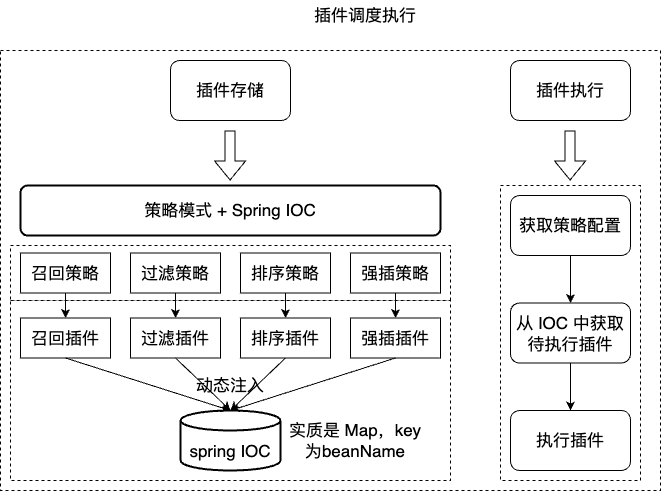 插件调度执行
插件存储
插件执行
策略模式 + Spring IOC
召回策略
过滤策略
排序策略
强插策略
召回插件
过滤插件
排序插件
强插插件
动态注入
spring IOC
实质是 Map，key
为beanName
获取策略配置
从 IOC 中获取
待执行插件
执行插件